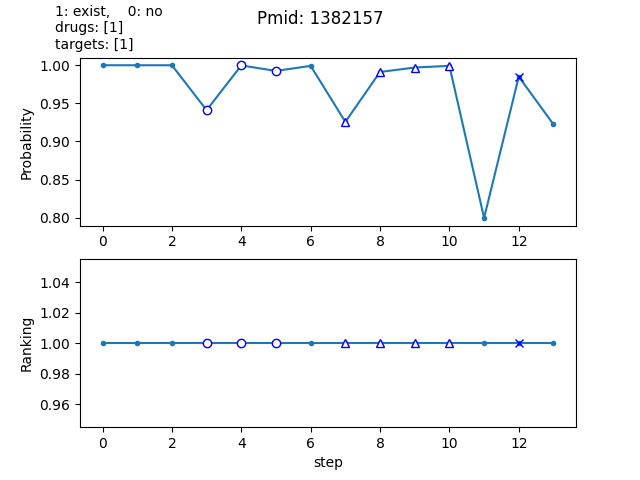 1: exist,    0: no
drugs: [1]
targets: [1]
Pmid: 1382157
1.00
0.95
0.90
0.85
0.80
Probability
0 2 4 6 8 10 12
1.04
1.02
1.00
0.98
0.96
Ranking
0 2 4 6 8 10 12
step